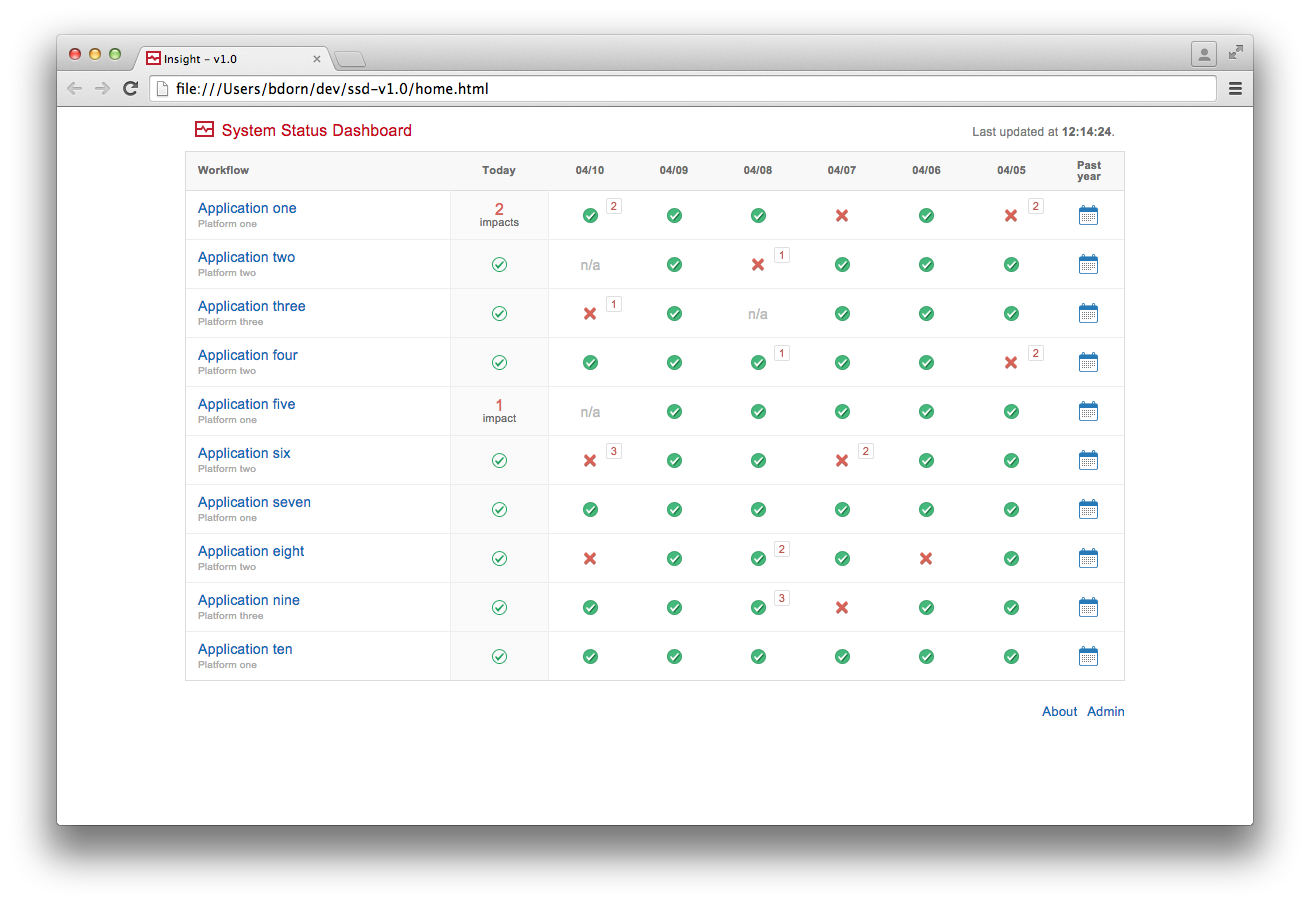 Insight – v1.0
file:///Users/bdorn/dev/ssd-v1.0/home.html
System Status Dashboard
Last updated at 12:14:24.
Workflow Today 04/10 04/09 04/08 04/07 04/06 04/05 Past
year
Application one 2 2 2
Platform one impacts
Application two n/a 1
Platform two
Application three 1 n/a
Platform three
Application four 1 2
Platform two
Application five 1 n/a
Platform one impact
Application six 3 2
Platform two
Application seven
Platform one
Application eight 2
Platform two
Application nine 3
Platform three
Application ten
Platform one
About Admin